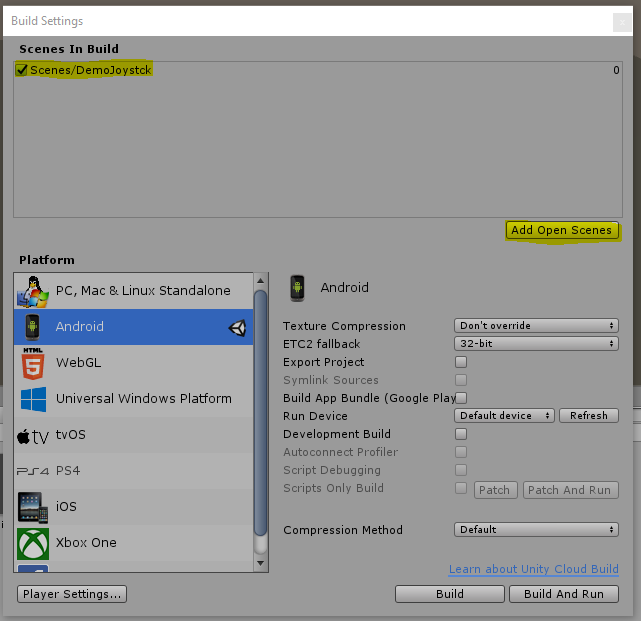 Build Settings
x
Scenes In Build
Scenes/DemoJoystck 0
Add Open Scenes
Platform
PC, Mac & Linux Standalone
Android
HTML
5
WebGL
Universal Windows Platform
tv
tvOS
PS4
PS4
iOS
Xbox One
Android
Texture Compression Don't override
ETC2 fallback 32-bit
Export Project
Symlink Sources
Build App Bundle (Google Play
Run Device Default device Refresh
Development Build
Autoconnect Profiler
Script Debugging
Scripts Only Build Patch Patch And Run
Compression Method Default
Learn about Unity Cloud Build
Player Settings... Build Build And Run